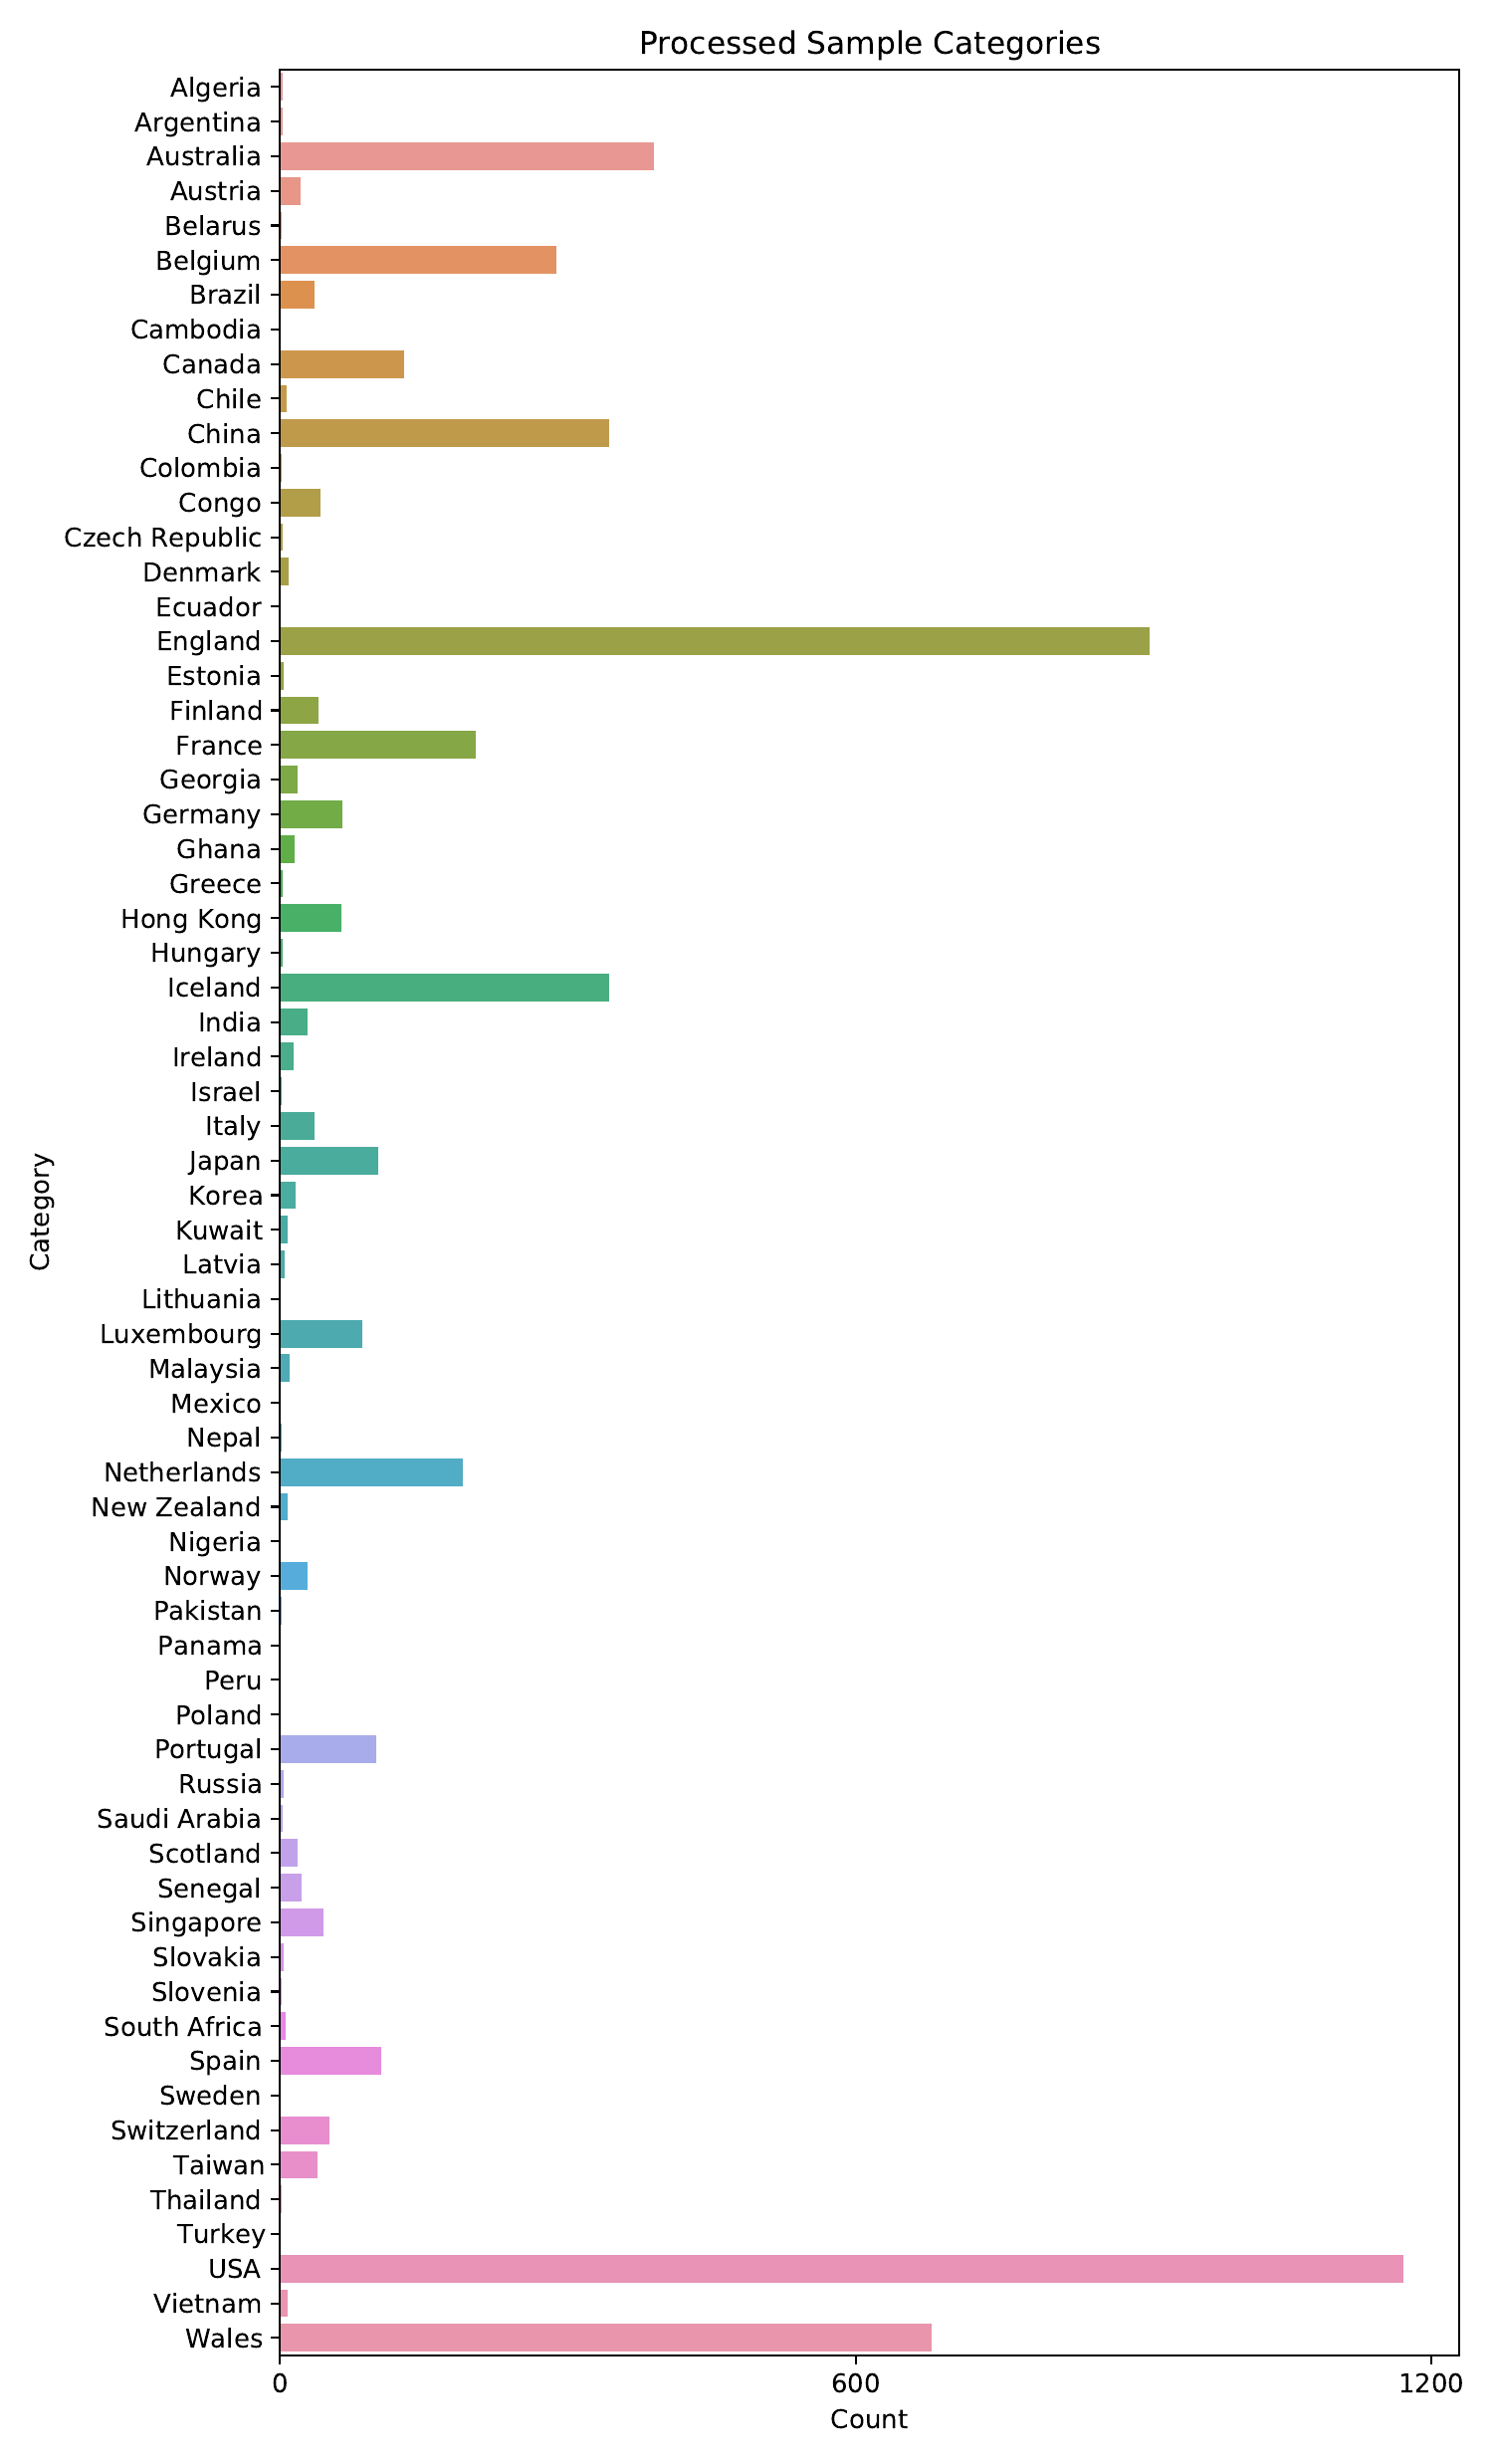 Processed Sample Categories
Algeria
Argentina
Australia
Austria
Belarus
Belgium
Brazil
Cambodia
Canada
Chile
China
Colombia
Congo
Czech Republic
Denmark
Ecuador
England
Estonia
Finland
France
Georgia
Germany
Ghana
Greece
Hong Kong
Hungary
Iceland
India
Ireland
Israel
Italy
Japan
Korea
Kuwait
Latvia
Lithuania
Luxembourg
Malaysia
Mexico
Nepal
Netherlands
New Zealand
Nigeria
Norway
Pakistan
Panama
Peru
Poland
Portugal
Russia
Saudi Arabia
Scotland
Senegal
Singapore
Slovakia
Slovenia
South Africa
Spain
Sweden
Switzerland
Taiwan
Thailand
Turkey
USA
Vietnam
Wales
Category
0 600 1200
Count